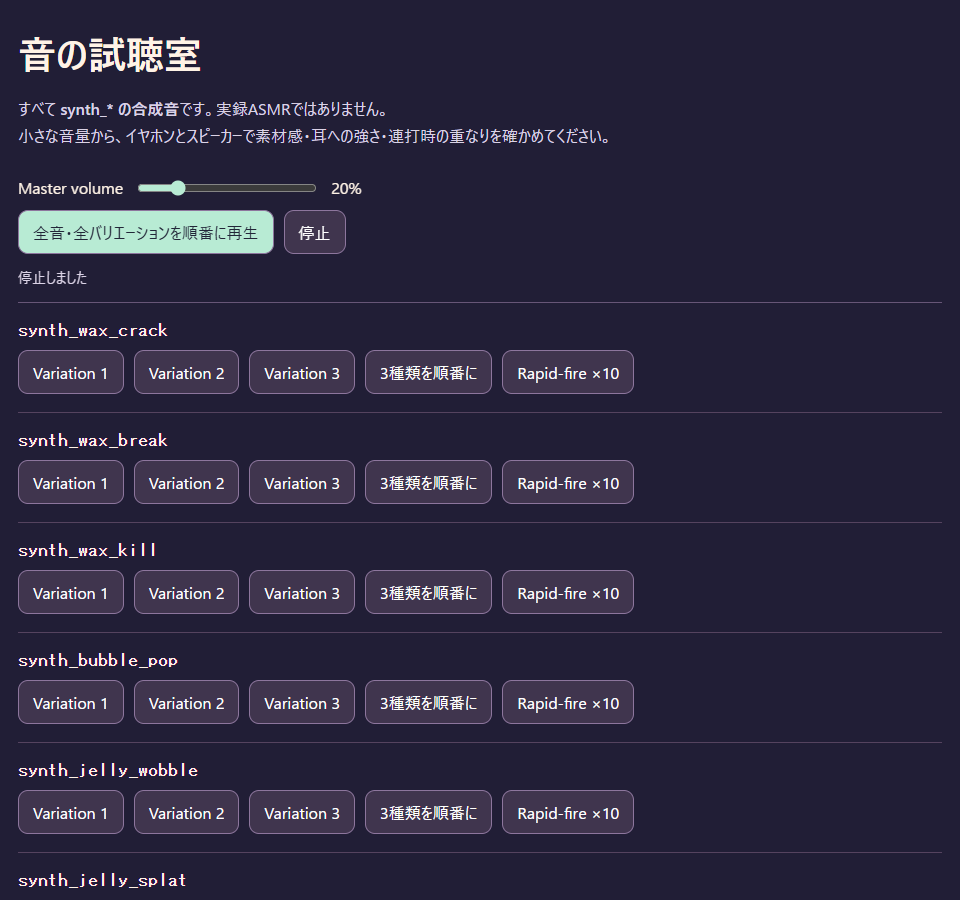 音の試聴室
すべて synth_* の合成音です。実録ASMRではありません。
小さな音量から、イヤホンとスピーカーで素材感・耳への強さ・連打時の重なりを確かめてください。
Master volume 20%
全音・全バリエーションを順番に再生 停止
停止しました
synth_wax_crack
Variation 1 Variation 2 Variation 3 3種類を順番に Rapid-fire ×10
synth_wax_break
Variation 1 Variation 2 Variation 3 3種類を順番に Rapid-fire ×10
synth_wax_kill
Variation 1 Variation 2 Variation 3 3種類を順番に Rapid-fire ×10
synth_bubble_pop
Variation 1 Variation 2 Variation 3 3種類を順番に Rapid-fire ×10
synth_jelly_wobble
Variation 1 Variation 2 Variation 3 3種類を順番に Rapid-fire ×10
synth_jelly_splat